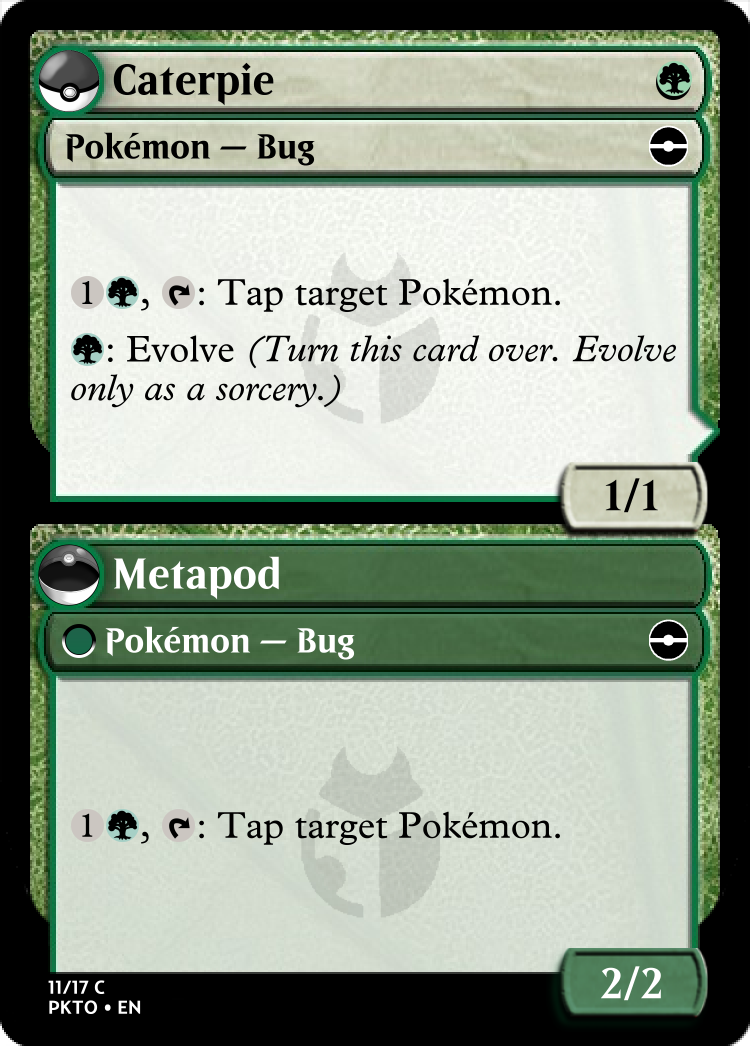 Caterpie
Pokémon — Bug
1, : Tap target Pokémon.
: Evolve (Turn this card over. Evolve
only as a sorcery.)
1/1
Metapod
Pokémon — Bug
1, : Tap target Pokémon.
2/2
11/17 C
PKTO • EN